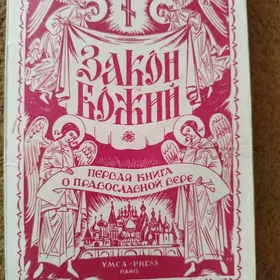 ЗАКОН
БОЖИЙ
ПЕРВАЯ КНИГА
О ПРАВОСЛАВНОЙ ВЕРЕ
YMCA-PRESS
PARIS